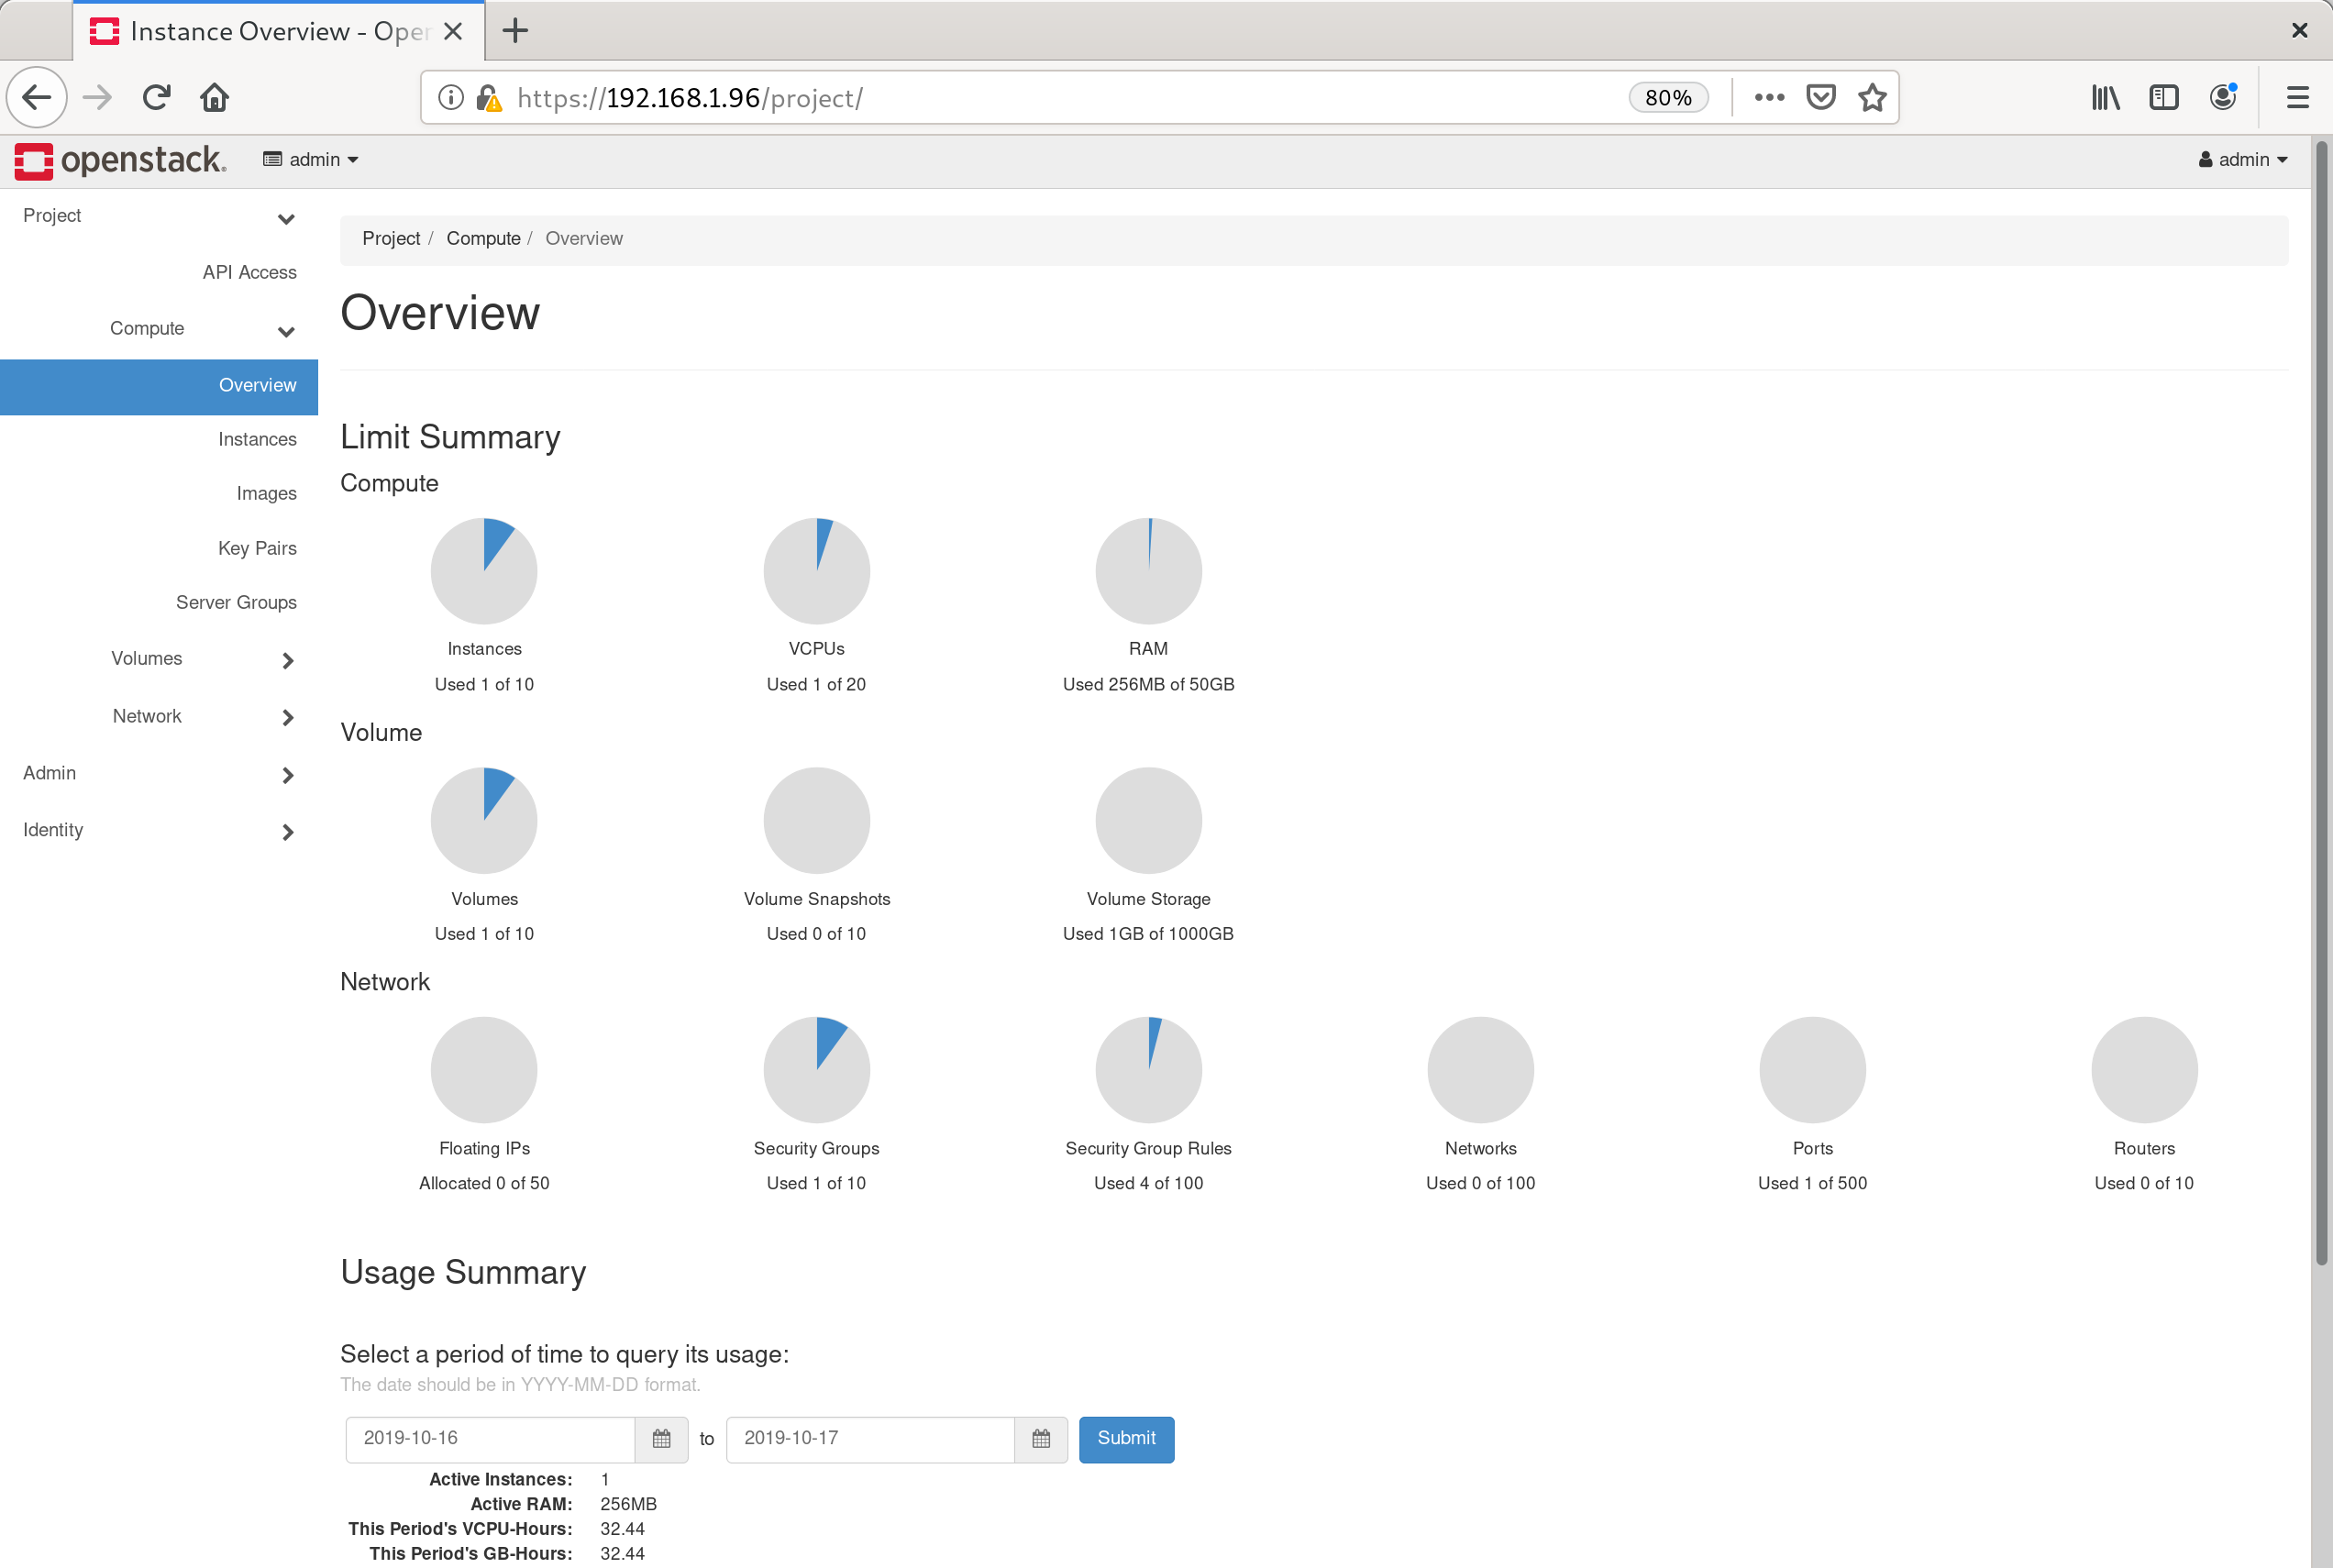 Instance Overview - Oper
https://192.168.1.96/project/
80%
openstack.
admin
admin
Project
API Access
Compute
Overview
Instances
Images
Key Pairs
Server Groups
Volumes
Network
Admin
Identity
Project / Compute / Overview
Overview
Limit Summary
Compute
Instances VCPUs RAM
Used 1 of 10 Used 1 of 20 Used 256MB of 50GB
Volume
Volumes Volume Snapshots Volume Storage
Used 1 of 10 Used 0 of 10 Used 1GB of 1000GB
Network
Floating IPs Security Groups Security Group Rules Networks Ports Routers
Allocated 0 of 50 Used 1 of 10 Used 4 of 100 Used 0 of 100 Used 1 of 500 Used 0 of 10
Usage Summary
Select a period of time to query its usage:
The date should be in YYYY-MM-DD format.
2019-10-16 to 2019-10-17 Submit
Active Instances: 1
Active RAM: 256MB
This Period's VCPU-Hours: 32.44
This Period's GB-Hours: 32.44